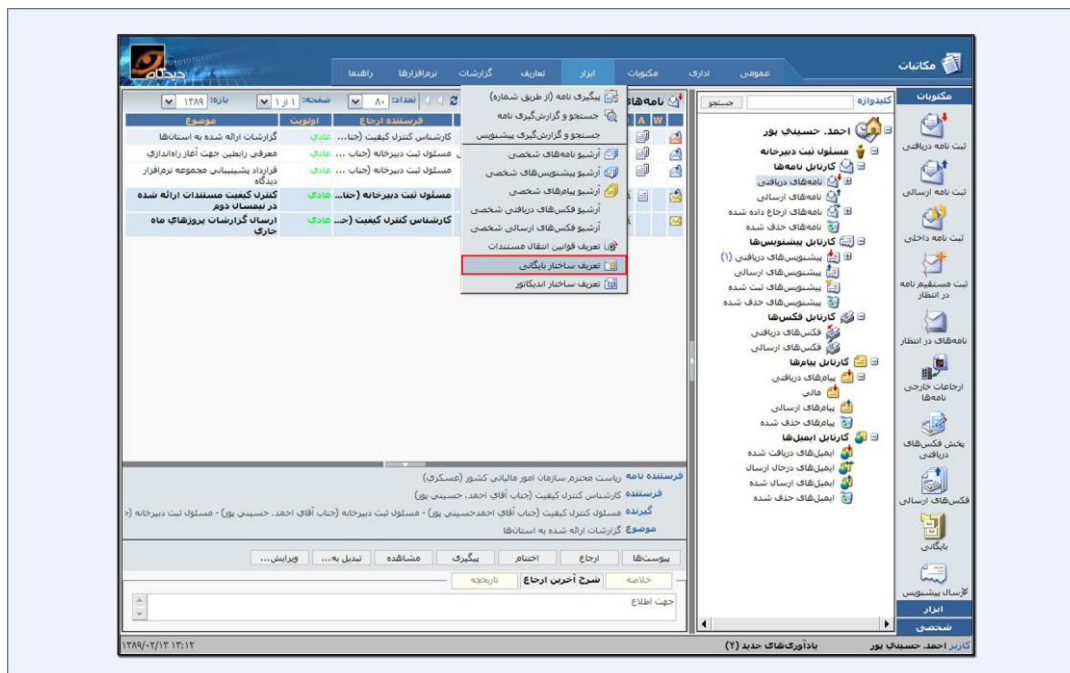 مکاتبات
عمومی
اداری
مکتوبات
ابزار
تعاریف
گزارشات
نرم‌افزارها
راهنما
دیدگاه
مکتوبات
ثبت نامه دریافتی
ثبت نامه ارسالی
ثبت نامه داخلی
ثبت مستقیم نامه در انتظار
نامه‌های در انتظار
ارجاعات خارجی نامه‌ها
پخش فکس‌های دریافتی
فکس‌های ارسالی
بایگانی
ارسال پیشنویس
ابزار
شخصی
کلیدواژه
جستجو
احمد. حسینی پور
مسئول ثبت دبیرخانه
کارتابل نامه‌ها
نامه‌های دریافتی
نامه‌های ارسالی
نامه‌های ارجاع داده شده
نامه‌های حذف شده
کارتابل پیشنویس‌ها
پیشنویس‌های دریافتی (۱)
پیشنویس‌های ارسالی
پیشنویس‌های ثبت شده
پیشنویس‌های حذف شده
کارتابل فکس‌ها
فکس‌های دریافتی
فکس‌های ارسالی
کارتابل پیام‌ها
پیام‌های دریافتی
مالی
پیام‌های ارسالی
پیام‌های حذف شده
کارتابل ایمیل‌ها
ایمیل‌های دریافت شده
ایمیل‌های درحال ارسال
ایمیل‌های ارسال شده
ایمیل‌های حذف شده
پیگیری نامه (از طریق شماره)
جستجو و گزارش‌گیری نامه
جستجو و گزارش‌گیری پیشنویس
آرشیو نامه‌های شخصی
آرشیو پیشنویس‌های شخصی
آرشیو پیام‌های شخصی
آرشیو فکس‌های دریافتی شخصی
آرشیو فکس‌های ارسالی شخصی
تعریف قوانین انتقال مستندات
تعریف ساختار بایگانی
تعریف ساختار اندیکاتور
تعداد: ۸۰
صفحه: ۱ از ۱
بازه: ۱۳۸۹
W A
فرستنده ارجاع اولویت موضوع
کارشناس کنترل کیفیت (جنا... عادی گزارشات ارائه شده به استان‌ها
مسئول ثبت دبیرخانه (جناب ... عادی معرفی رابطین جهت آغاز راه‌اندازی
مسئول ثبت دبیرخانه (جناب ... عادی قرارداد پشتیبانی مجموعه نرم‌افزار دیدگاه
مسئول ثبت دبیرخانه (جنا... عادی کنترل کیفیت مستندات ارائه شده در نیمسال دوم
کارشناس کنترل کیفیت (ج... عادی ارسال گزارشات پروژهای ماه جاری
فرستنده نامه ریاست محترم سازمان امور مالیاتی کشور (عسکری)
فرستنده کارشناس کنترل کیفیت (جناب آقای احمد. حسینی پور)
گیرنده مسئول کنترل کیفیت (جناب آقای احمدحسینی پور) - مسئول ثبت دبیرخانه (جناب آقای احمد. حسینی پور) - مسئول ثبت دبیرخانه
موضوع گزارشات ارائه شده به استان‌ها
پیوست‌ها ارجاع اختتام پیگیری مشاهده تبدیل به... ویرایش...
خلاصه شرح آخرین ارجاع تاریخچه
جهت اطلاع
کاربر احمد. حسینی پور
یادآوری‌های جدید (۲)
۱۳۸۹/۰۲/۱۳ ۱۳:۱۲